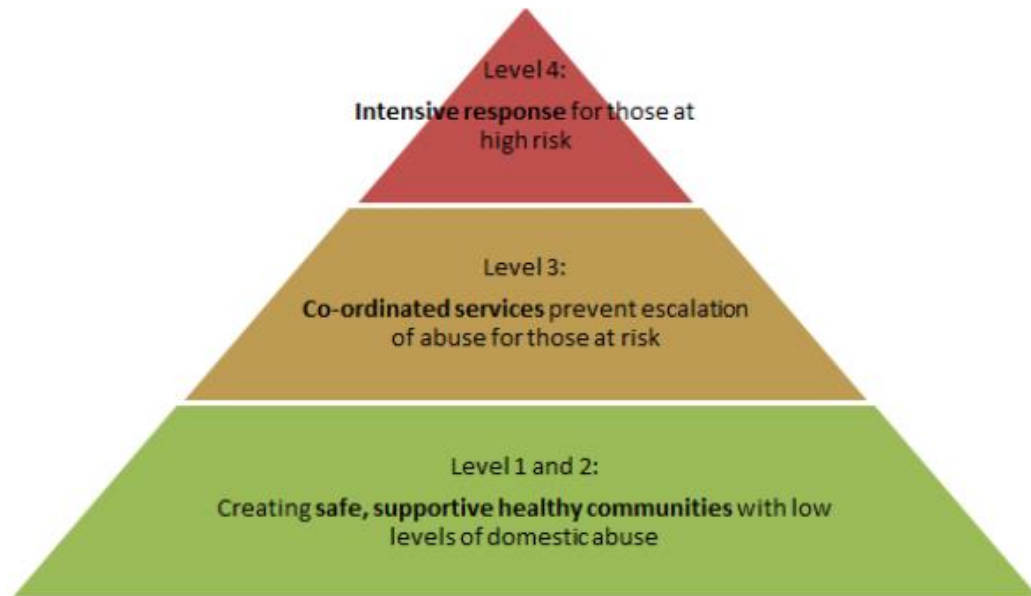 Level 4:
Intensive response for those at
high risk
Level 3:
Co-ordinated services prevent escalation
of abuse for those at risk
Level 1 and 2:
Creating safe, supportive healthy communities with low
levels of domestic abuse